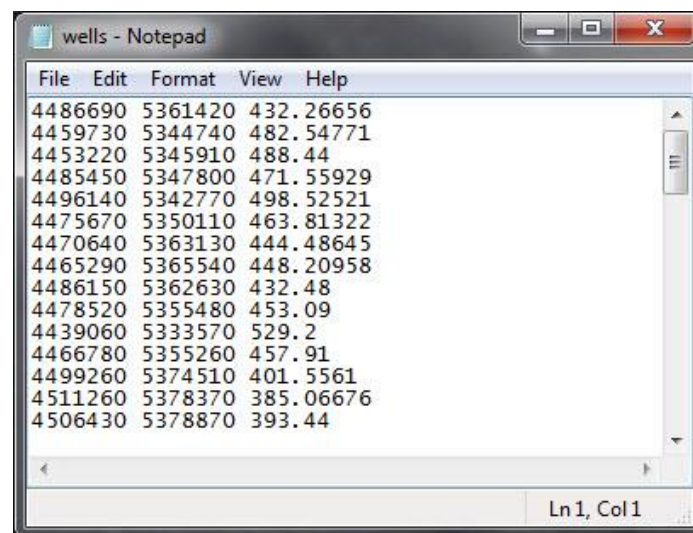 wells - Notepad
File Edit Format View Help
4486690 5361420 432.26656
4459730 5344740 482.54771
4453220 5345910 488.44
4485450 5347800 471.55929
4496140 5342770 498.52521
4475670 5350110 463.81322
4470640 5363130 444.48645
4465290 5365540 448.20958
4486150 5362630 432.48
4478520 5355480 453.09
4439060 5333570 529.2
4466780 5355260 457.91
4499260 5374510 401.5561
4511260 5378370 385.06676
4506430 5378870 393.44
Ln 1, Col 1